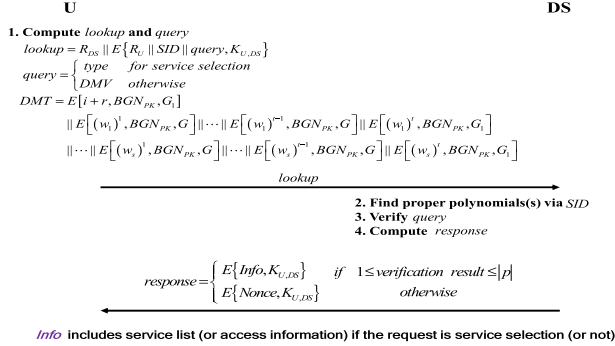 U DS
1. Compute lookup and query
lookup = R_DS || E{R_U || SID || query, K_U,DS}
query = { type for service selection
DMV otherwise
DMT = E[i + r, BGN_PK, G_1]
|| E[(w_1)^1, BGN_PK, G] || ⋯ || E[(w_1)^t-1, BGN_PK, G] || E[(w_1)^t, BGN_PK, G_1]
|| ⋯ || E[(w_s)^1, BGN_PK, G] || ⋯ || E[(w_s)^t-1, BGN_PK, G] || E[(w_s)^t, BGN_PK, G_1]
lookup
2. Find proper polynomials(s) via SID
3. Verify query
4. Compute response
response = { E{Info, K_U,DS} if 1 ≤ verification result ≤ |p|
E{Nonce, K_U,DS} otherwise
Info includes service list (or access information) if the request is service selection (or not)